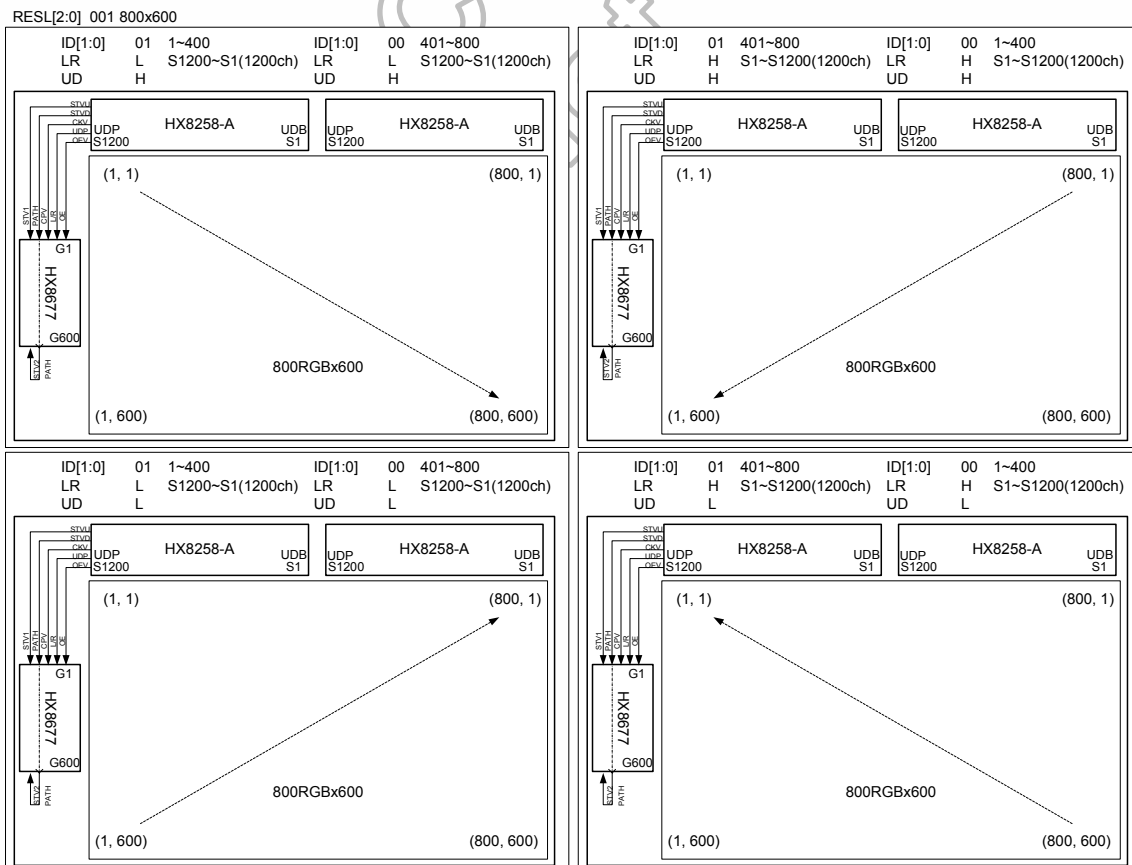 RESL[2:0] 001 800x600
ID[1:0] 01 1~400 ID[1:0] 00 401~800
LR L S1200~S1(1200ch) LR L S1200~S1(1200ch)
UD H UD H
STVU
STVD
CKV
UDP
OEV
UDP HX8258-A UDB
S1200 S1
UDP HX8258-A UDB
S1200 S1
(1, 1) (800, 1)
STV1
PATH
CPV
L/R
OE
G1
HX8677
G600
STV2
PATH
800RGBx600
(1, 600) (800, 600)
ID[1:0] 01 401~800 ID[1:0] 00 1~400
LR H S1~S1200(1200ch) LR H S1~S1200(1200ch)
UD H UD H
STVU
STVD
CKV
UDP
OEV
UDP HX8258-A UDB
S1200 S1
UDP HX8258-A UDB
S1200 S1
(1, 1) (800, 1)
STV1
PATH
CPV
L/R
OE
G1
HX8677
G600
STV2
PATH
800RGBx600
(1, 600) (800, 600)
ID[1:0] 01 1~400 ID[1:0] 00 401~800
LR L S1200~S1(1200ch) LR L S1200~S1(1200ch)
UD L UD L
STVU
STVD
CKV
UDP
OEV
UDP HX8258-A UDB
S1200 S1
UDP HX8258-A UDB
S1200 S1
(1, 1) (800, 1)
STV1
PATH
CPV
L/R
OE
G1
HX8677
G600
STV2
PATH
800RGBx600
(1, 600) (800, 600)
ID[1:0] 01 401~800 ID[1:0] 00 1~400
LR H S1~S1200(1200ch) LR H S1~S1200(1200ch)
UD L UD L
STVU
STVD
CKV
UDP
OEV
UDP HX8258-A UDB
S1200 S1
UDP HX8258-A UDB
S1200 S1
(1, 1) (800, 1)
STV1
PATH
CPV
L/R
OE
G1
HX8677
G600
STV2
PATH
800RGBx600
(1, 600) (800, 600)